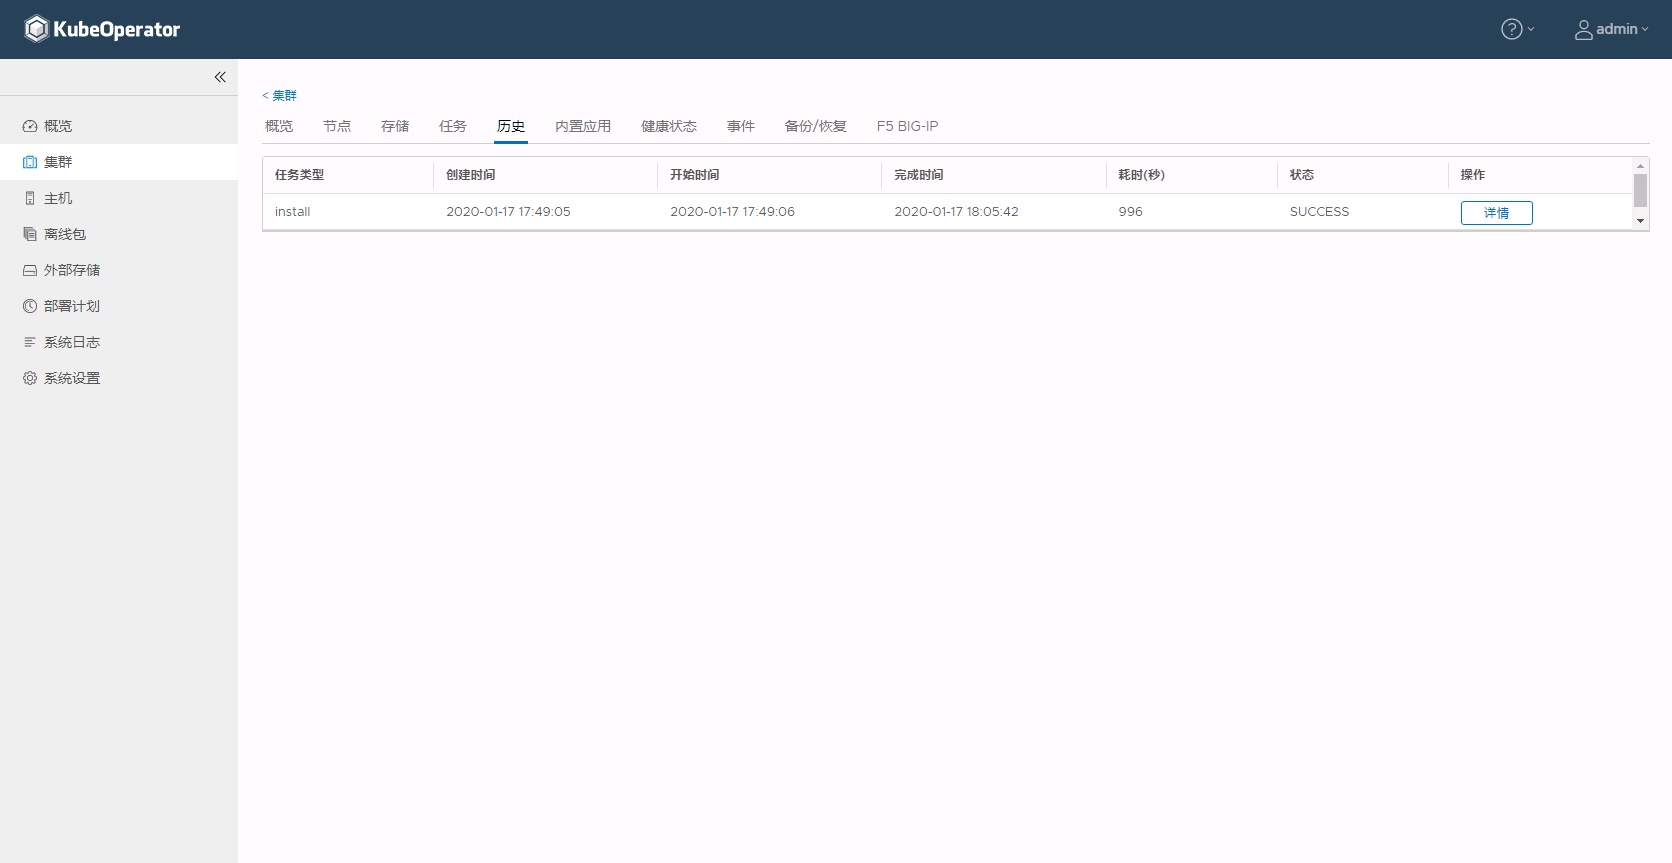 KubeOperator
? admin
概览
集群
主机
离线包
外部存储
部署计划
系统日志
系统设置
< 集群
概览 节点 存储 任务 历史 内置应用 健康状态 事件 备份/恢复 F5 BIG-IP
任务类型 创建时间 开始时间 完成时间 耗时(秒) 状态 操作
install 2020-01-17 17:49:05 2020-01-17 17:49:06 2020-01-17 18:05:42 996 SUCCESS 详情